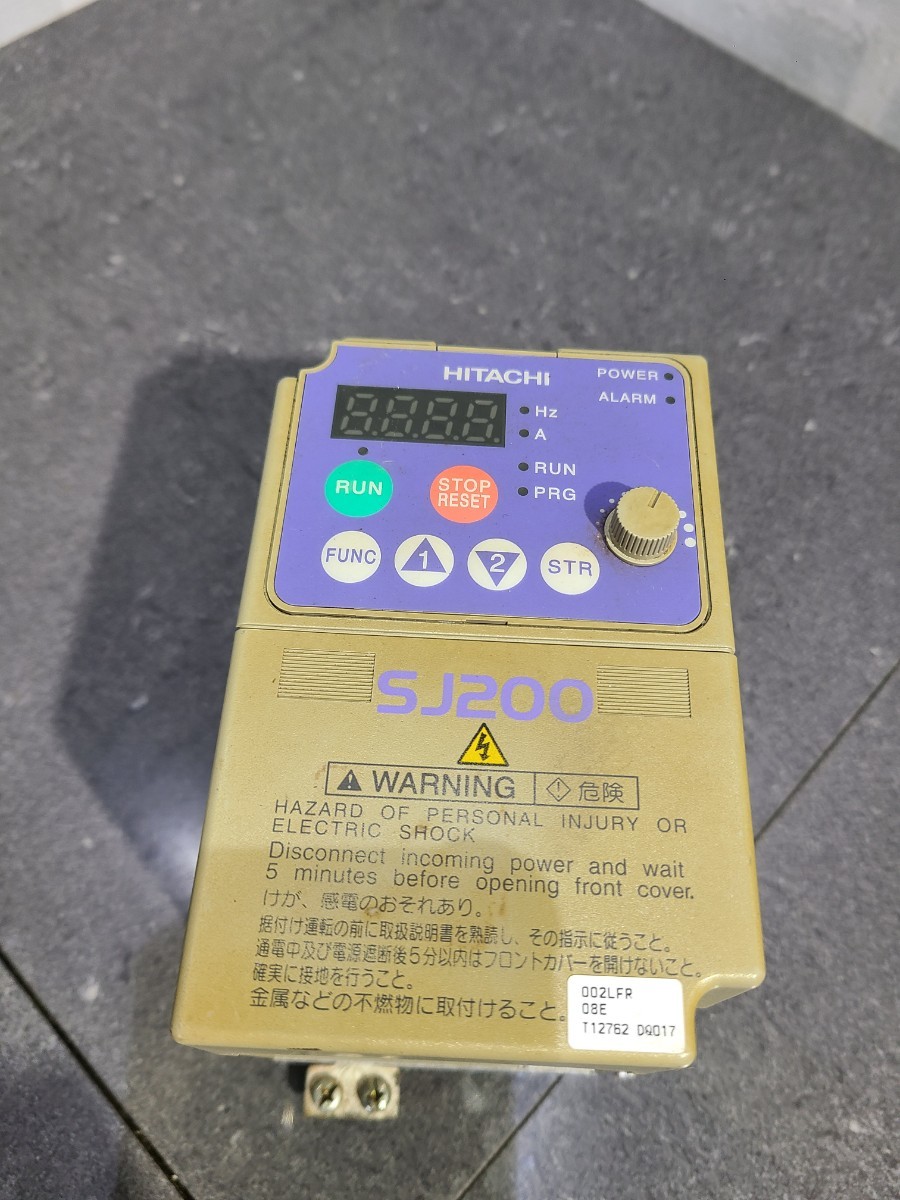 HITACHI
POWER
ALARM
8.8.8.8.
Hz
A
RUN
PRG
RUN
STOP
RESET
FUNC
1
2
STR
SJ200
WARNING
危険
HAZARD OF PERSONAL INJURY OR
ELECTRIC SHOCK
Disconnect incoming power and wait
5 minutes before opening front cover.
けが、感電のおそれあり。
据付け運転の前に取扱説明書を熟読し、その指示に従うこと。
通電中及び電源遮断後5分以内はフロントカバーを開けないこと。
確実に接地を行うこと。
金属などの不燃物に取付けること。
002LFR
08E
T12762 DQ017